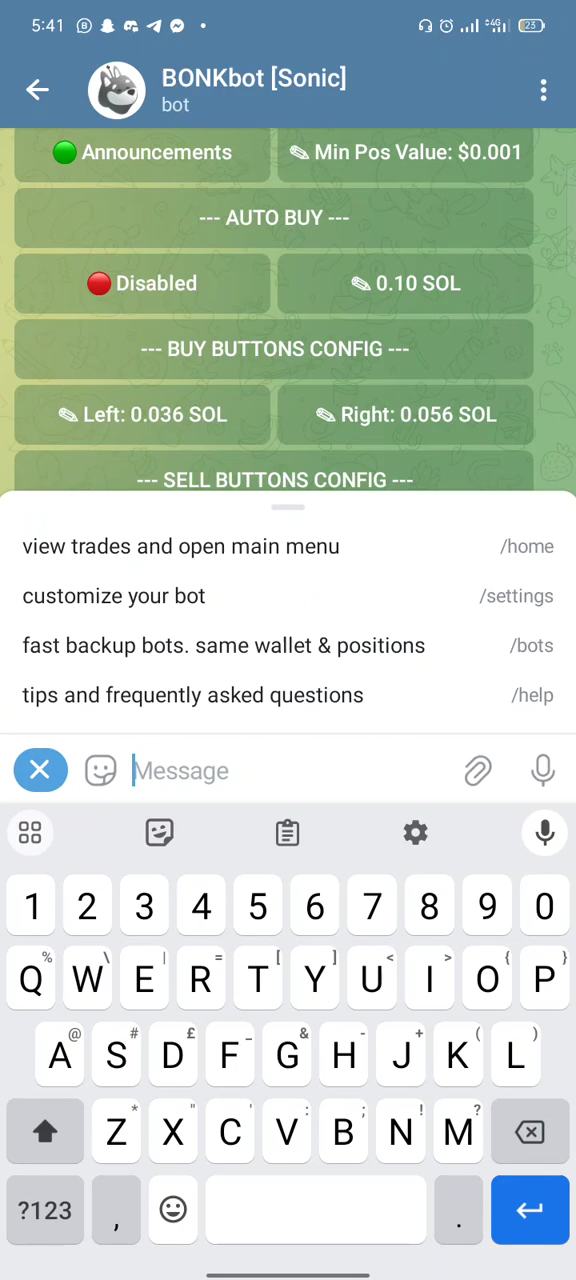 5:41
4G
23
BONKbot [Sonic]
bot
Announcements
Min Pos Value: $0.001
--- AUTO BUY ---
Disabled
0.10 SOL
--- BUY BUTTONS CONFIG ---
Left: 0.036 SOL
Right: 0.056 SOL
--- SELL BUTTONS CONFIG ---
view trades and open main menu /home
customize your bot /settings
fast backup bots. same wallet & positions /bots
tips and frequently asked questions /help
Message
1 2 3 4 5 6 7 8 9 0
% \ | = [ ] < > { }
Q W E R T Y U I O P
@ # £ _ & - + ( )
A S D F G H J K L
* " ' : ; ! ?
Z X C V B N M
?123 , .